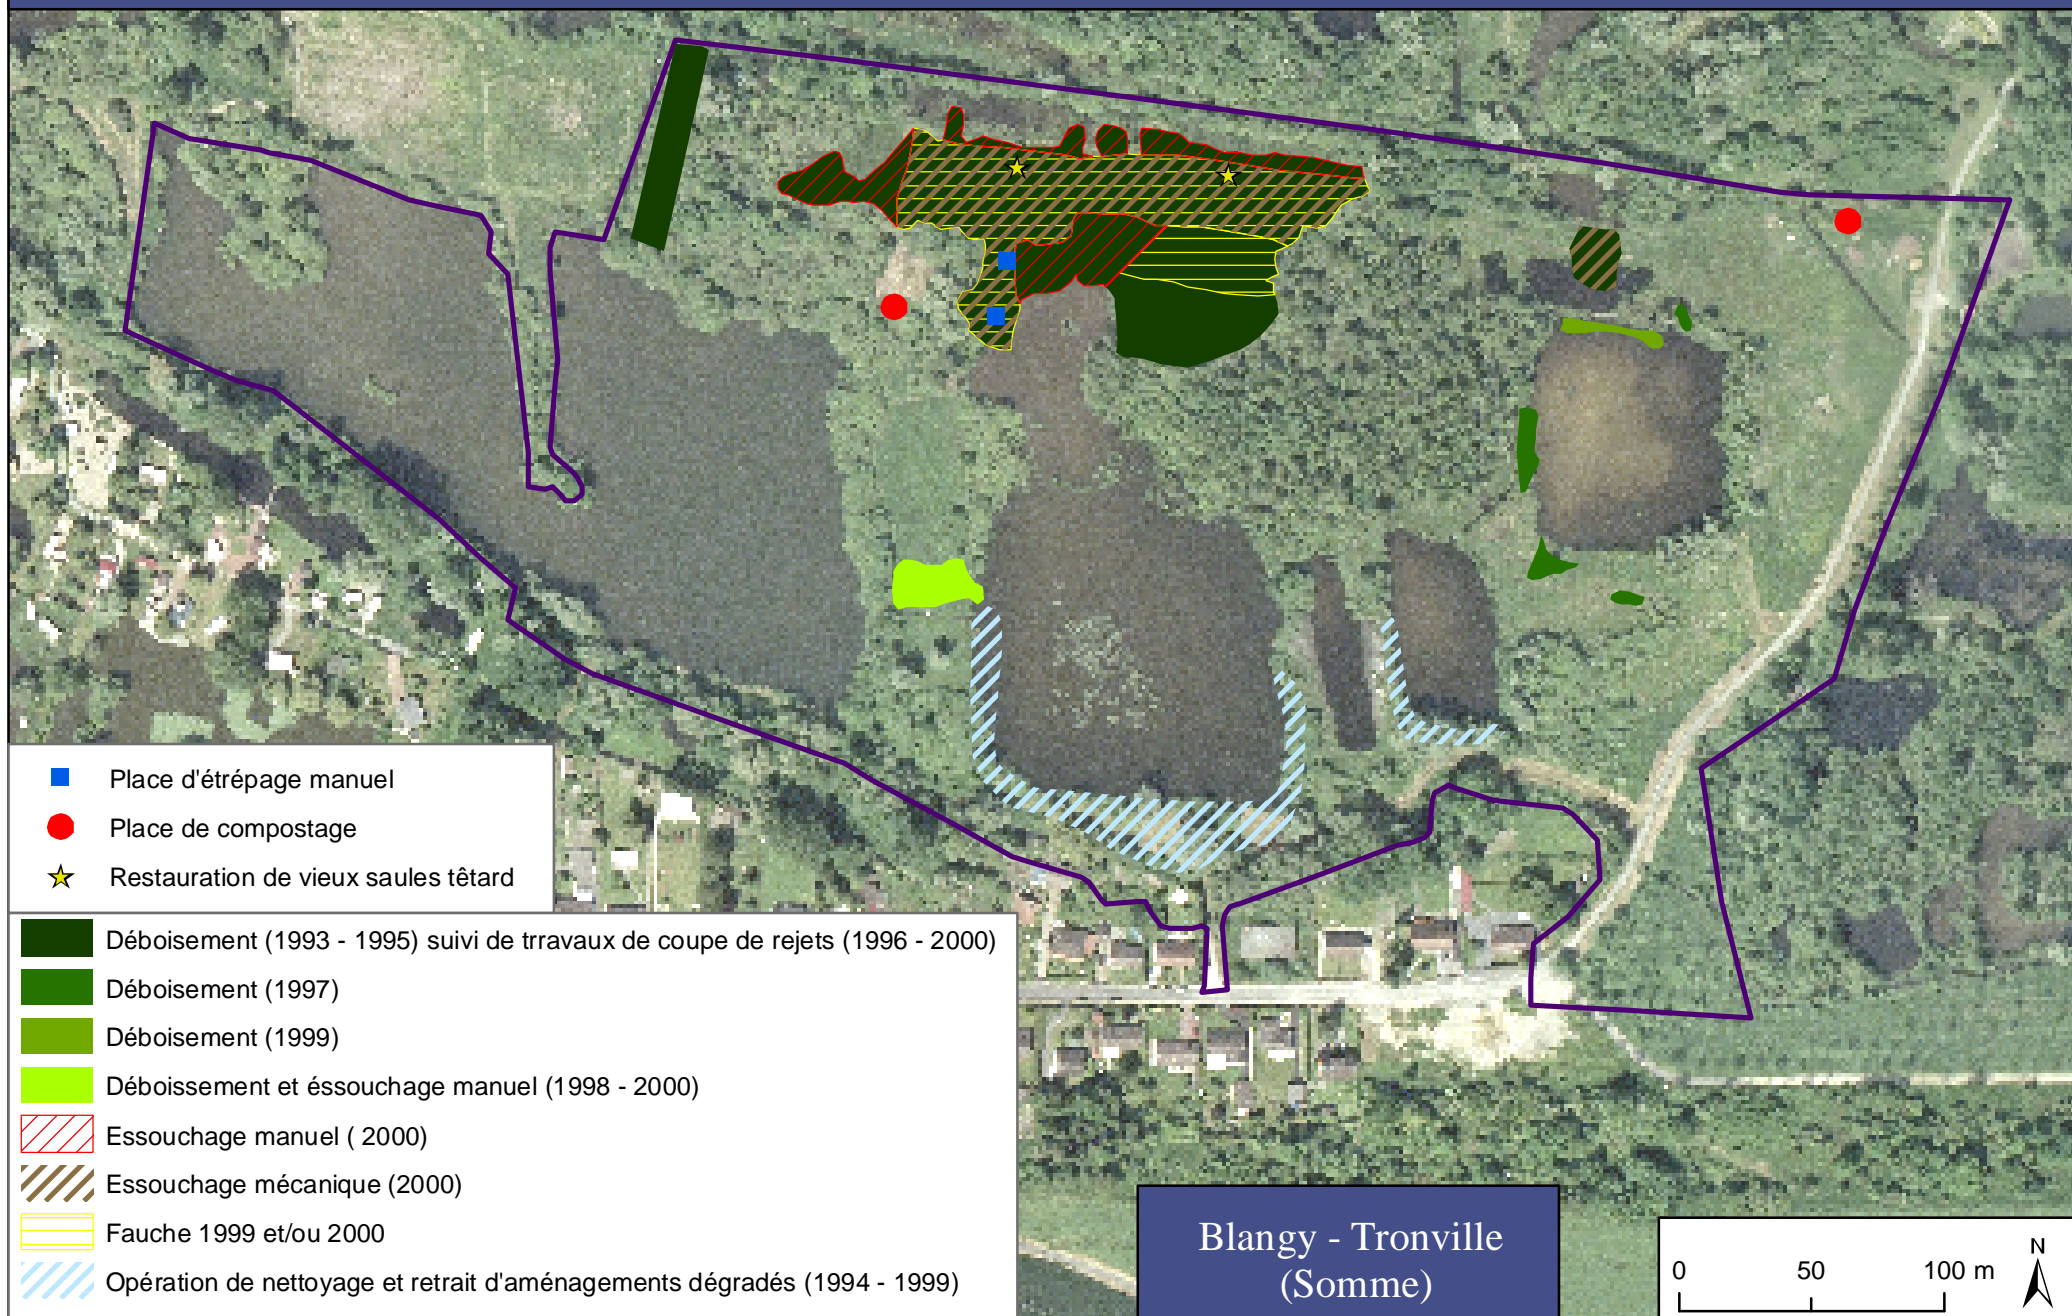 Place d'étrépage manuel
Place de compostage
Restauration de vieux saules têtard
Déboisement (1993 - 1995) suivi de trravaux de coupe de rejets (1996 - 2000)
Déboisement (1997)
Déboisement (1999)
Déboissement et éssouchage manuel (1998 - 2000)
Essouchage manuel ( 2000)
Essouchage mécanique (2000)
Fauche 1999 et/ou 2000
Opération de nettoyage et retrait d'aménagements dégradés (1994 - 1999)
Blangy - Tronville
(Somme)
N
0 50 100 m